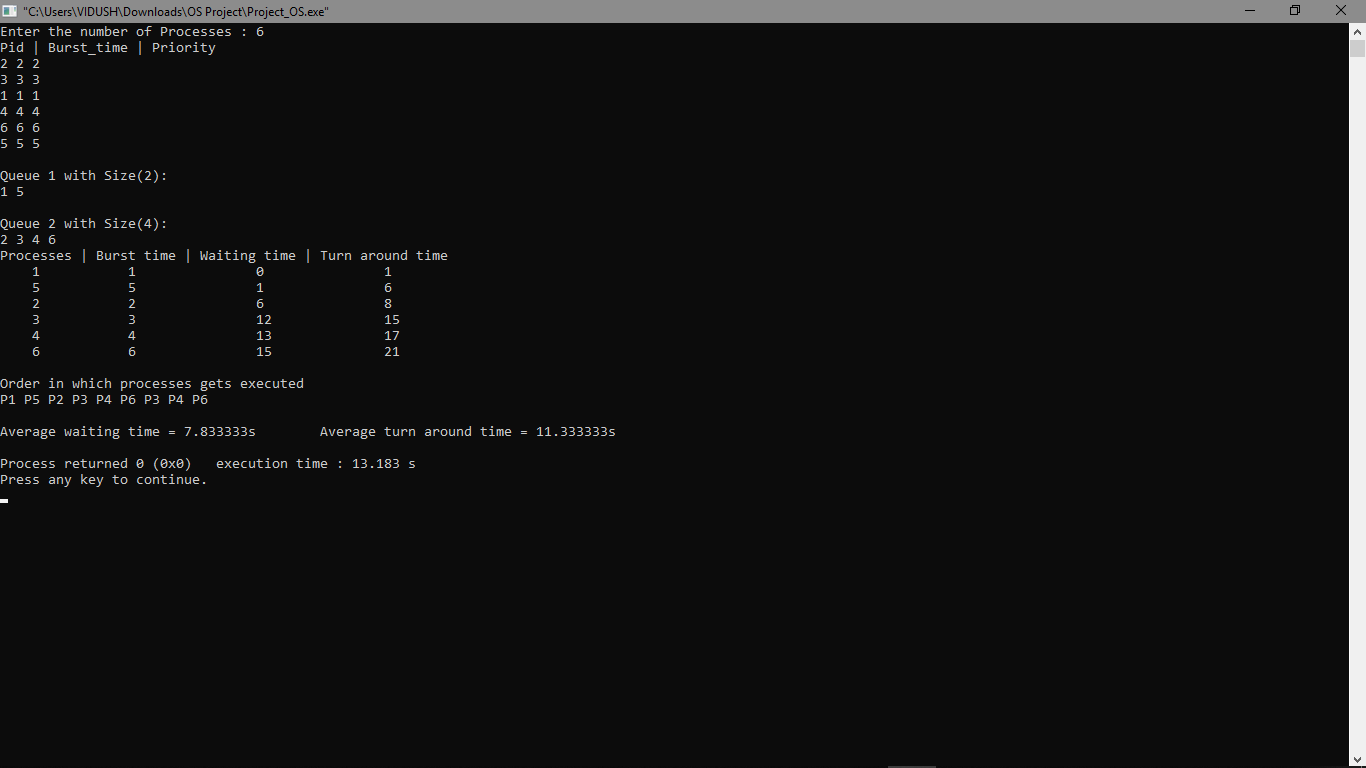 "C:\Users\VIDUSH\Downloads\OS Project\Project_OS.exe"
Enter the number of Processes : 6
Pid | Burst_time | Priority
2 2 2
3 3 3
1 1 1
4 4 4
6 6 6
5 5 5
Queue 1 with Size(2):
1 5
Queue 2 with Size(4):
2 3 4 6
Processes | Burst time | Waiting time | Turn around time
1 1 0 1
5 5 1 6
2 2 6 8
3 3 12 15
4 4 13 17
6 6 15 21
Order in which processes gets executed
P1 P5 P2 P3 P4 P6 P3 P4 P6
Average waiting time = 7.833333s Average turn around time = 11.333333s
Process returned 0 (0x0) execution time : 13.183 s
Press any key to continue.